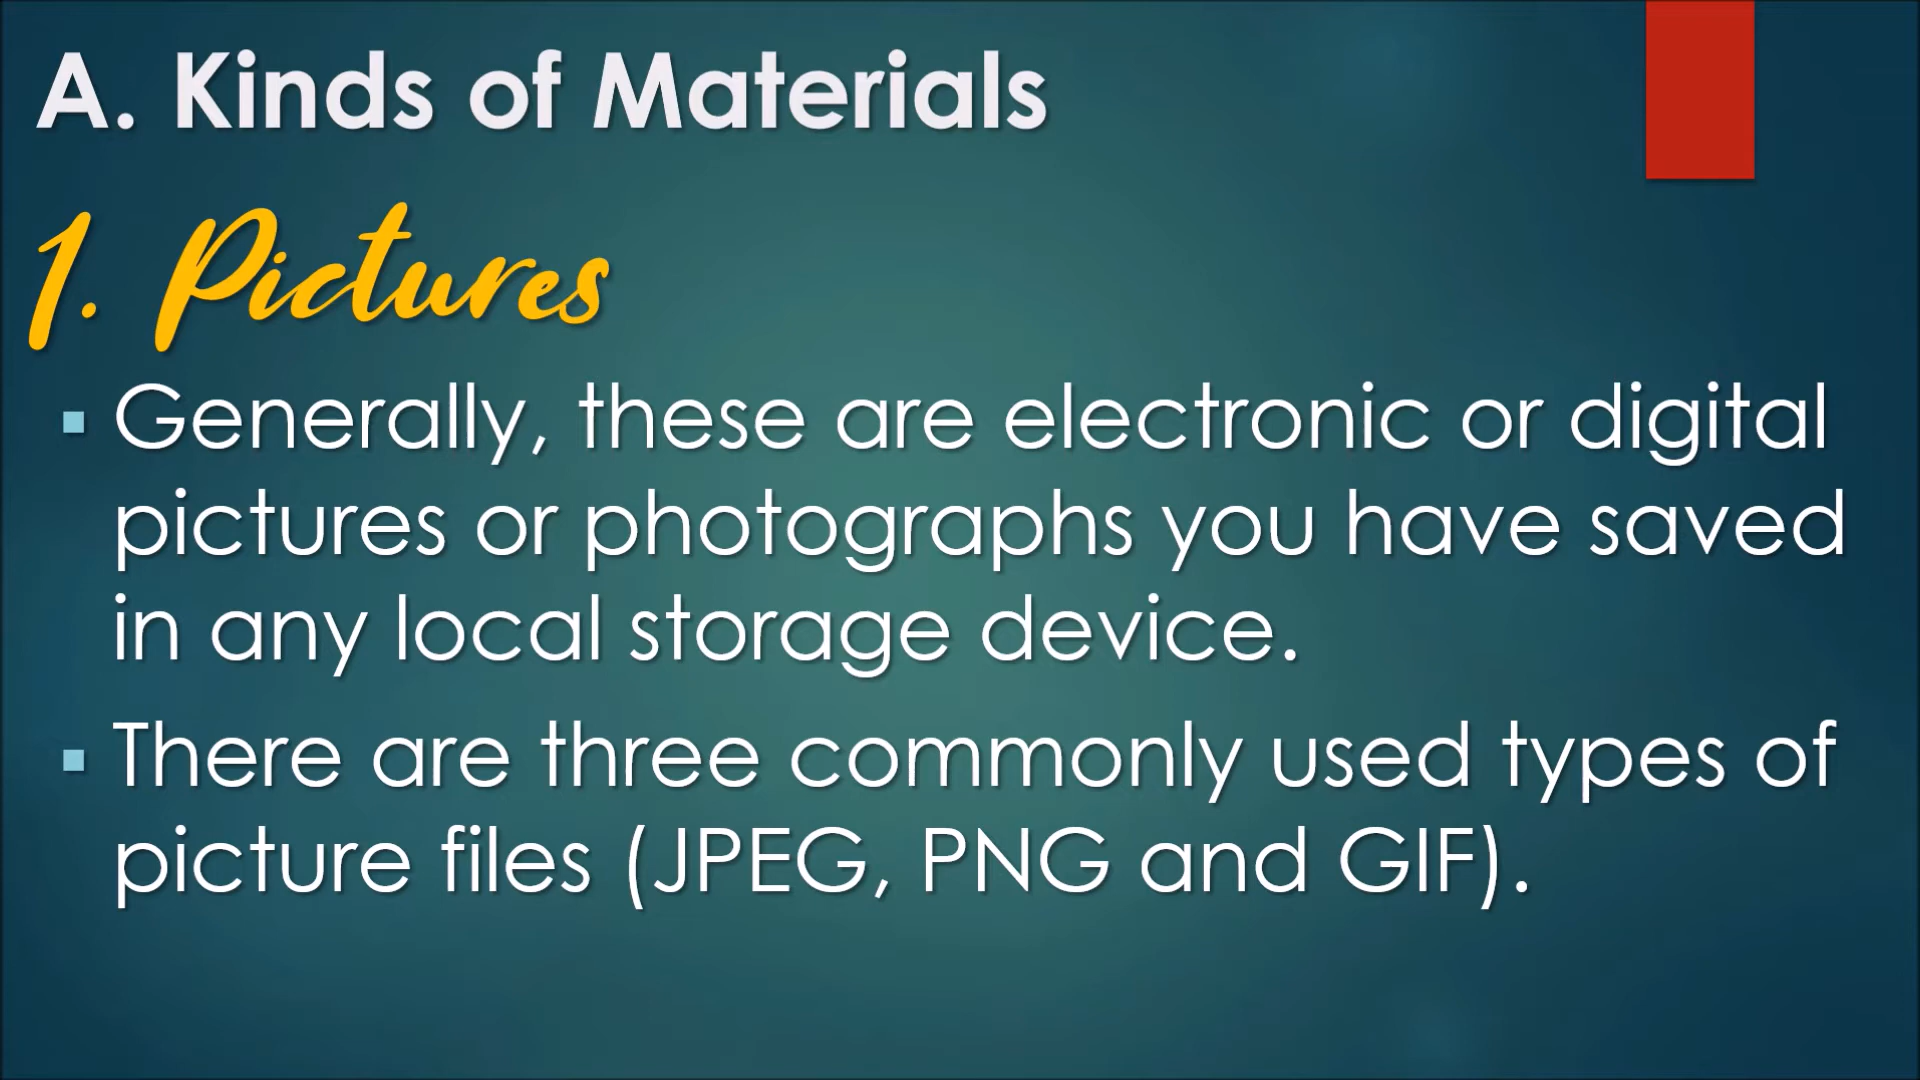 A. Kinds of Materials
1. Pictures
▪ Generally, these are electronic or digital
pictures or photographs you have saved
in any local storage device.
▪ There are three commonly used types of
picture files (JPEG, PNG and GIF).